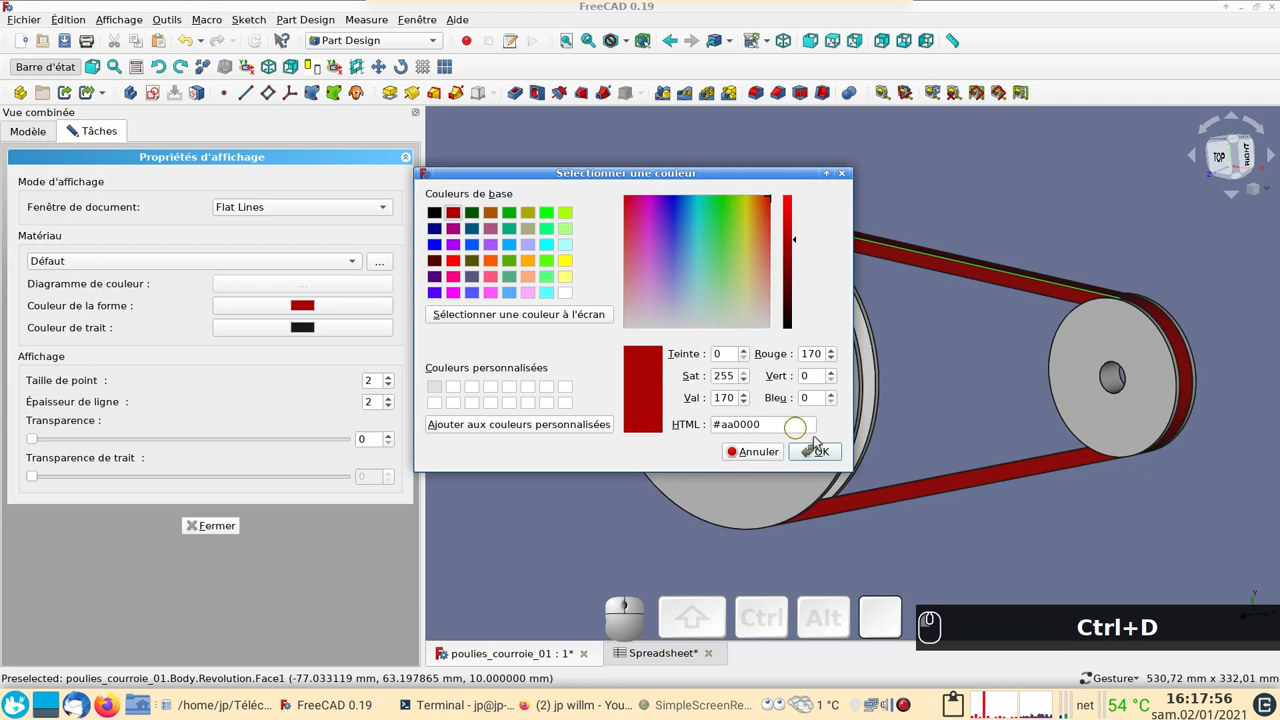 FreeCAD 0.19
Fichier Édition Affichage Outils Macro Sketch Part Design Measure Fenêtre Aide
Part Design
Barre d'état
Vue combinée
Modèle Tâches
Propriétés d'affichage
Mode d'affichage
Fenêtre de document: Flat Lines
Matériau
Défaut ...
Diagramme de couleur : ...
Couleur de la forme :
Couleur de trait :
Affichage
Taille de point : 2
Épaisseur de ligne : 2
Transparence :
0
Transparence de trait :
0
Fermer
Sélectionner une couleur
Couleurs de base
Sélectionner une couleur à l'écran
Couleurs personnalisées
Ajouter aux couleurs personnalisées
Teinte : 0 Rouge : 170
Sat : 255 Vert : 0
Val : 170 Bleu : 0
HTML : #aa0000
Annuler OK
TOP RIGHT
Ctrl Alt
Ctrl+D
poulies_courroie_01 : 1* Spreadsheet*
Preselected: poulies_courroie_01.Body.Revolution.Face1 (-77.033119 mm, 63.197865 mm, 10.000000 mm) Gesture 530,72 mm x 332,01 mm
/home/jp/Téléc... FreeCAD 0.19 Terminal - jp@jp-... (2) jp willm - You... SimpleScreenRe... 1 °C net 54 °C 16:17:56
sam.02/01/2021